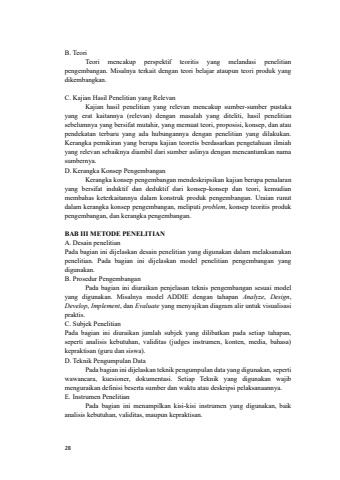 B. Teori
Teori mencakup perspektif teoritis yang melandasi penelitian
pengembangan. Misalnya terkait dengan teori belajar ataupun teori produk yang
dikembangkan.
C. Kajian Hasil Penelitian yang Relevan
Kajian hasil penelitian yang relevan mencakup sumber-sumber pustaka
yang erat kaitannya (relevan) dengan masalah yang diteliti, hasil penelitian
sebelumnya yang bersifat mutahir, yang memuat teori, proposisi, konsep, dan atau
pendekatan terbaru yang ada hubungannya dengan penelitian yang dilakukan.
Kerangka pemikiran yang berupa kajian teoretis berdasarkan pengetahuan ilmiah
yang relevan sebaiknya diambil dari sumber aslinya dengan mencantumkan nama
sumbernya.
D. Kerangka Konsep Pengembangan
Kerangka konsep pengembangan mendeskripsikan kajian berupa penalaran
yang bersifat induktif dan deduktif dari konsep-konsep dan teori, kemudian
membahas keterkaitannya dalam konstruk produk pengembangan. Uraian runut
dalam kerangka konsep pengembangan, meliputi problem, konsep teoritis produk
pengembangan, dan kerangka pengembangan.
BAB III METODE PENELITIAN
A. Desain penelitian
Pada bagian ini dijelaskan desain penelitian yang digunakan dalam melaksanakan
penelitian. Pada bagian ini dijelaskan model penelitian pengembangan yang
digunakan.
B. Prosedur Pengembangan
Pada bagian ini diuraikan penjelasan teknis pengembangan sesuai model
yang digunakan. Misalnya model ADDIE dengan tahapan Analyze, Design,
Develop, Implement, dan Evaluate yang menyajikan diagram alir untuk visualisasi
praktis.
C. Subjek Penelitian
Pada bagian ini diuraikan jumlah subjek yang dilibatkan pada setiap tahapan,
seperti analisis kebutuhan, validitas (judges instrumen, konten, media, bahasa)
kepraktisan (guru dan siswa).
D. Teknik Pengumpulan Data
Pada bagian ini dijelaskan teknik pengumpulan data yang digunakan, seperti
wawancara, kuesioner, dokumentasi. Setiap Teknik yang digunakan wajib
menguraikan definisi beserta sumber dan waktu atau deskripsi pelaksanaannya.
E. Instrumen Penelitian
Pada bagian ini menampilkan kisi-kisi instrumen yang digunakan, baik
analisis kebutuhan, validitas, maupun kepraktisan.
28